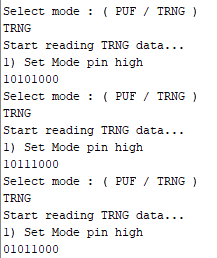 Select mode : ( PUF / TRNG )
TRNG
Start reading TRNG data...
1) Set Mode pin high
10101000
Select mode : ( PUF / TRNG )
TRNG
Start reading TRNG data...
1) Set Mode pin high
10111000
Select mode : ( PUF / TRNG )
TRNG
Start reading TRNG data...
1) Set Mode pin high
01011000